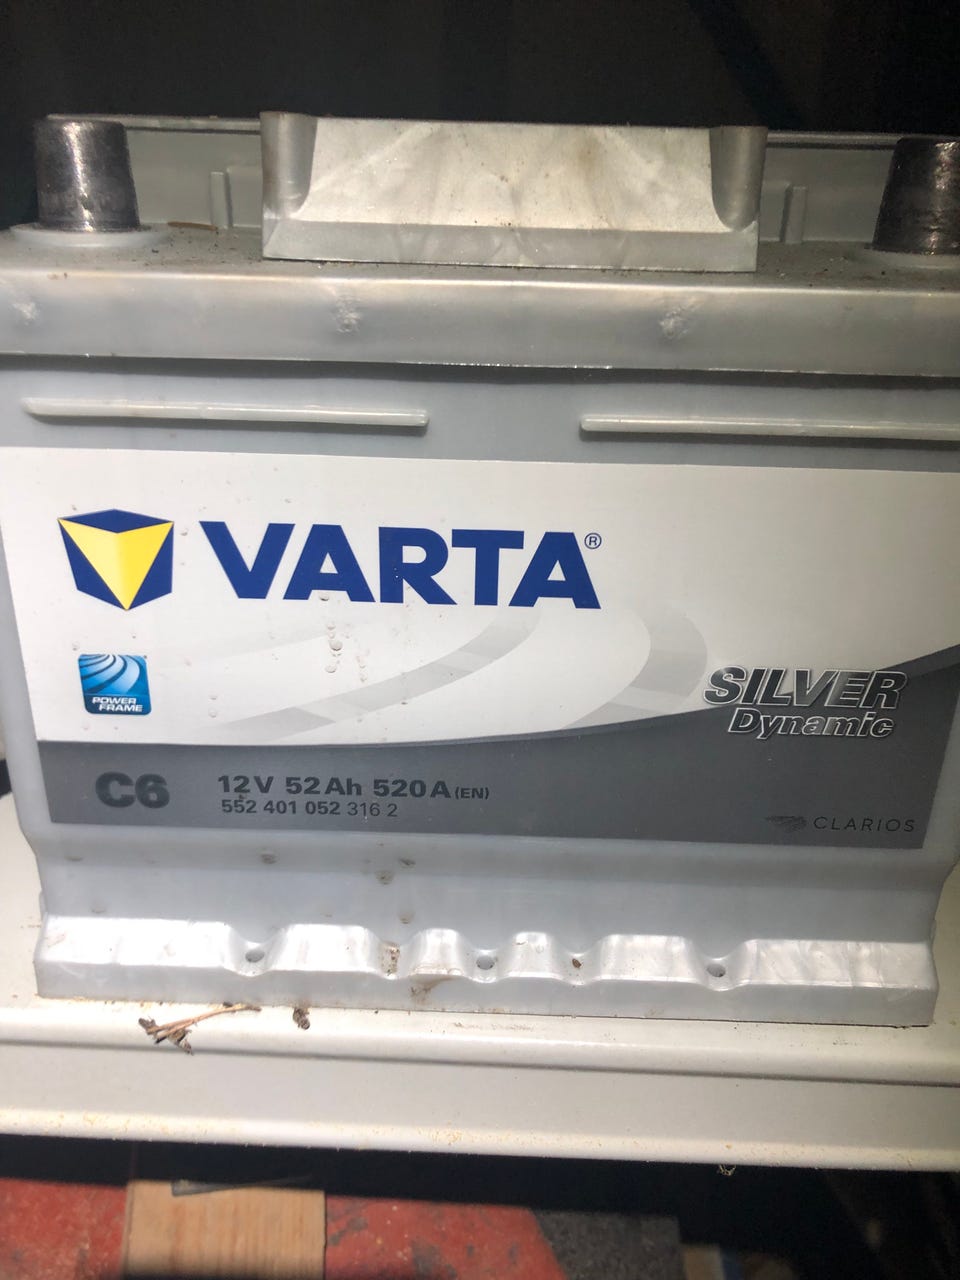 VARTA®
POWER
FRAME
SILVER
Dynamic
C6
12V 52Ah 520A (EN)
552 401 052 316 2
CLARIOS